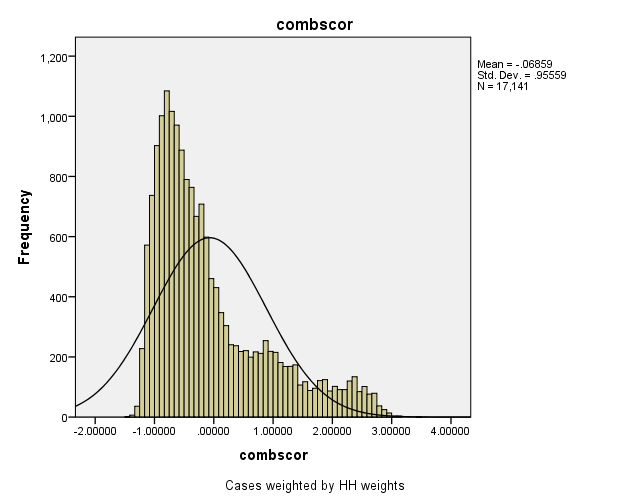 combscor
Mean = -.06859
Std. Dev. = .95559
N = 17,141
1,200
1,000
800
600
400
200
0
Frequency
-2.00000 -1.00000 .00000 1.00000 2.00000 3.00000 4.00000
combscor
Cases weighted by HH weights